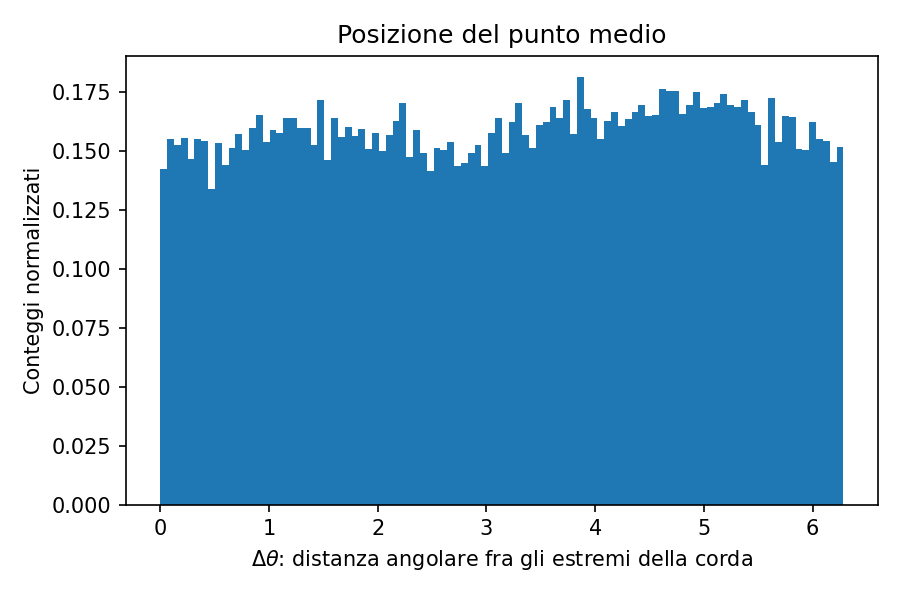 Posizione del punto medio
Conteggi normalizzati
0.175
0.150
0.125
0.100
0.075
0.050
0.025
0.000
0 1 2 3 4 5 6
Δθ: distanza angolare fra gli estremi della corda